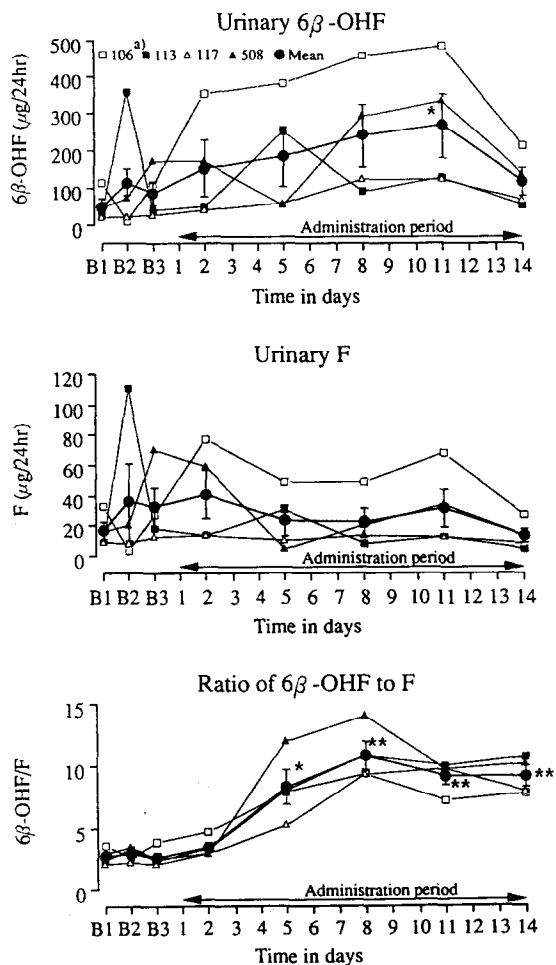 Urinary 6β-OHF
□ 106 a) ■ 113 △ 117 ▲ 508 ● Mean
6β-OHF (μg/24hr)
500
400
300
200
100
0
*
Administration period
B1 B2 B3 1 2 3 4 5 6 7 8 9 10 11 12 13 14
Time in days
Urinary F
F (μg/24hr)
120
100
80
60
40
20
0
Administration period
B1 B2 B3 1 2 3 4 5 6 7 8 9 10 11 12 13 14
Time in days
Ratio of 6β-OHF to F
6β-OHF/F
15
10
5
0
* ** ** **
Administration period
B1 B2 B3 1 2 3 4 5 6 7 8 9 10 11 12 13 14
Time in days